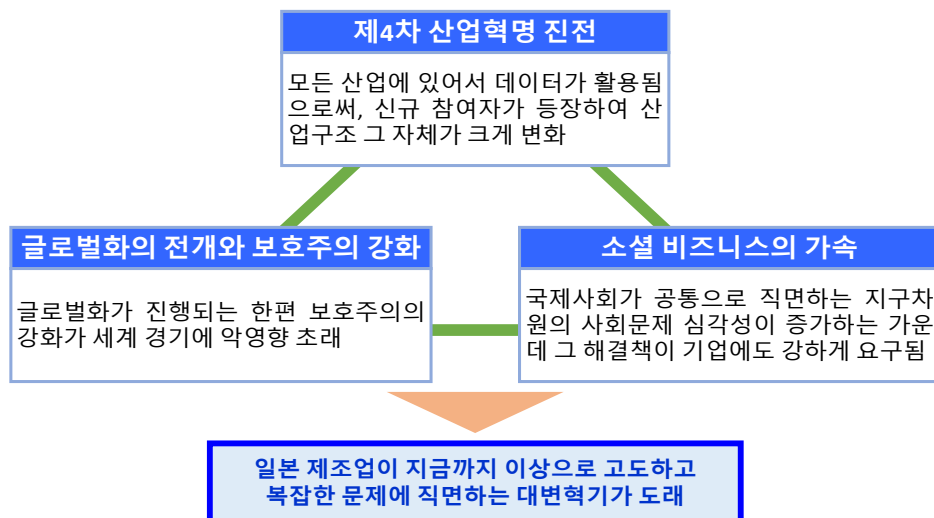 제4차 산업혁명 진전
모든 산업에 있어서 데이터가 활용됨
으로써, 신규 참여자가 등장하여 산
업구조 그 자체가 크게 변화
글로벌화의 전개와 보호주의 강화
글로벌화가 진행되는 한편 보호주의의
강화가 세계 경기에 악영향 초래
소셜 비즈니스의 가속
국제사회가 공통으로 직면하는 지구차
원의 사회문제 심각성이 증가하는 가운
데 그 해결책이 기업에도 강하게 요구됨
일본 제조업이 지금까지 이상으로 고도하고
복잡한 문제에 직면하는 대변혁기가 도래